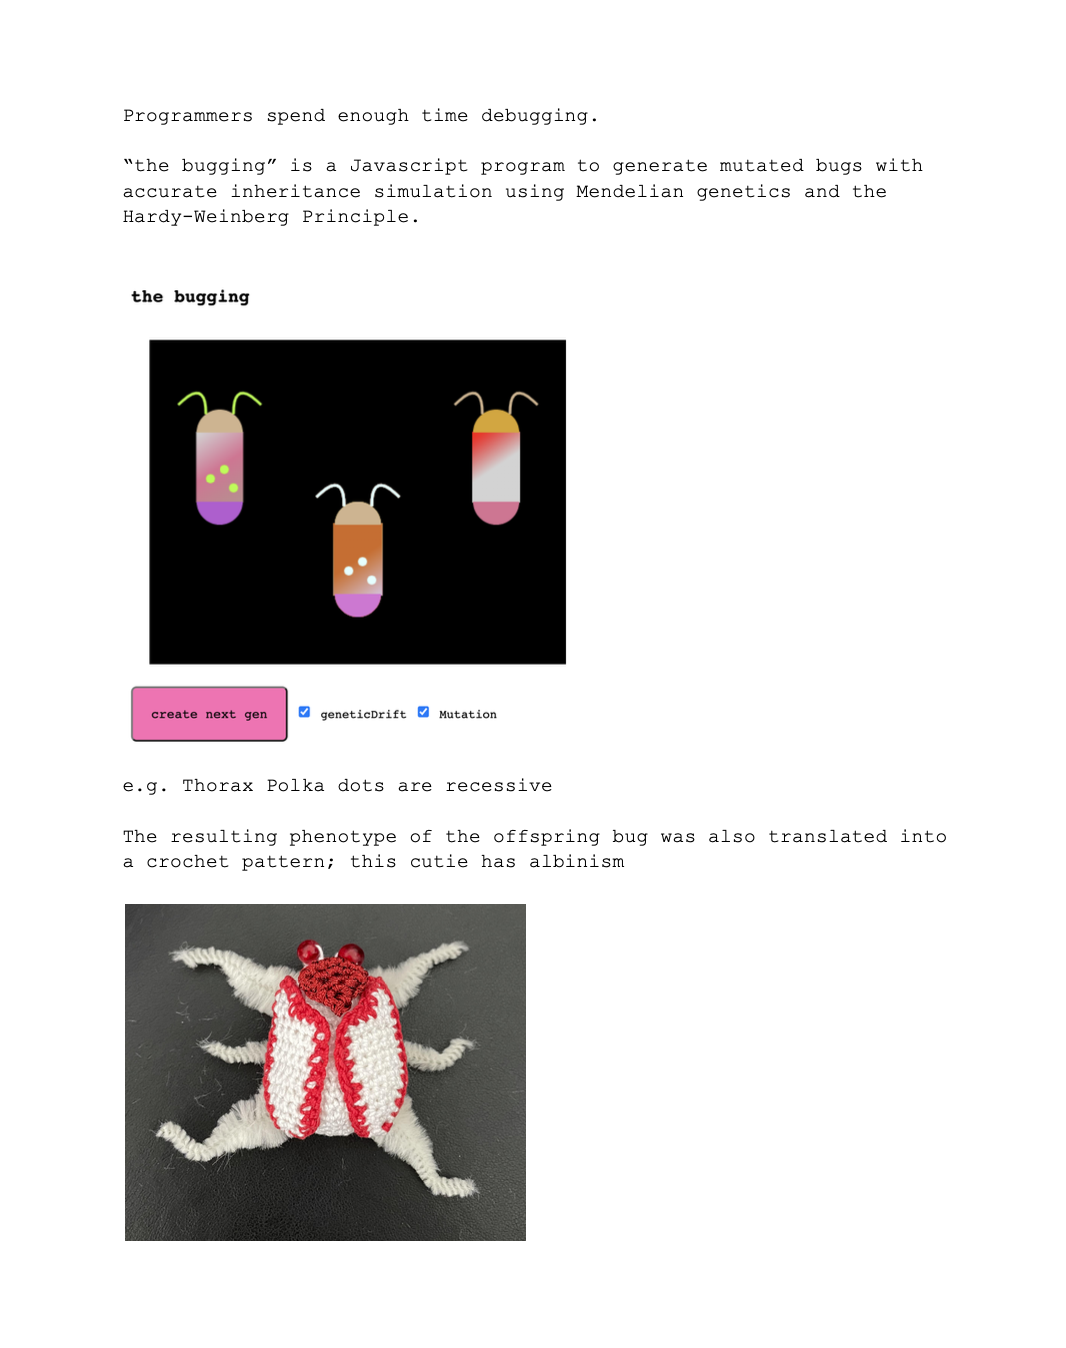 Programmers spend enough time debugging.
“the bugging” is a Javascript program to generate mutated bugs with
accurate inheritance simulation using Mendelian genetics and the
Hardy-Weinberg Principle.
the bugging
create next gen geneticDrift Mutation
e.g. Thorax Polka dots are recessive
The resulting phenotype of the offspring bug was also translated into
a crochet pattern; this cutie has albinism